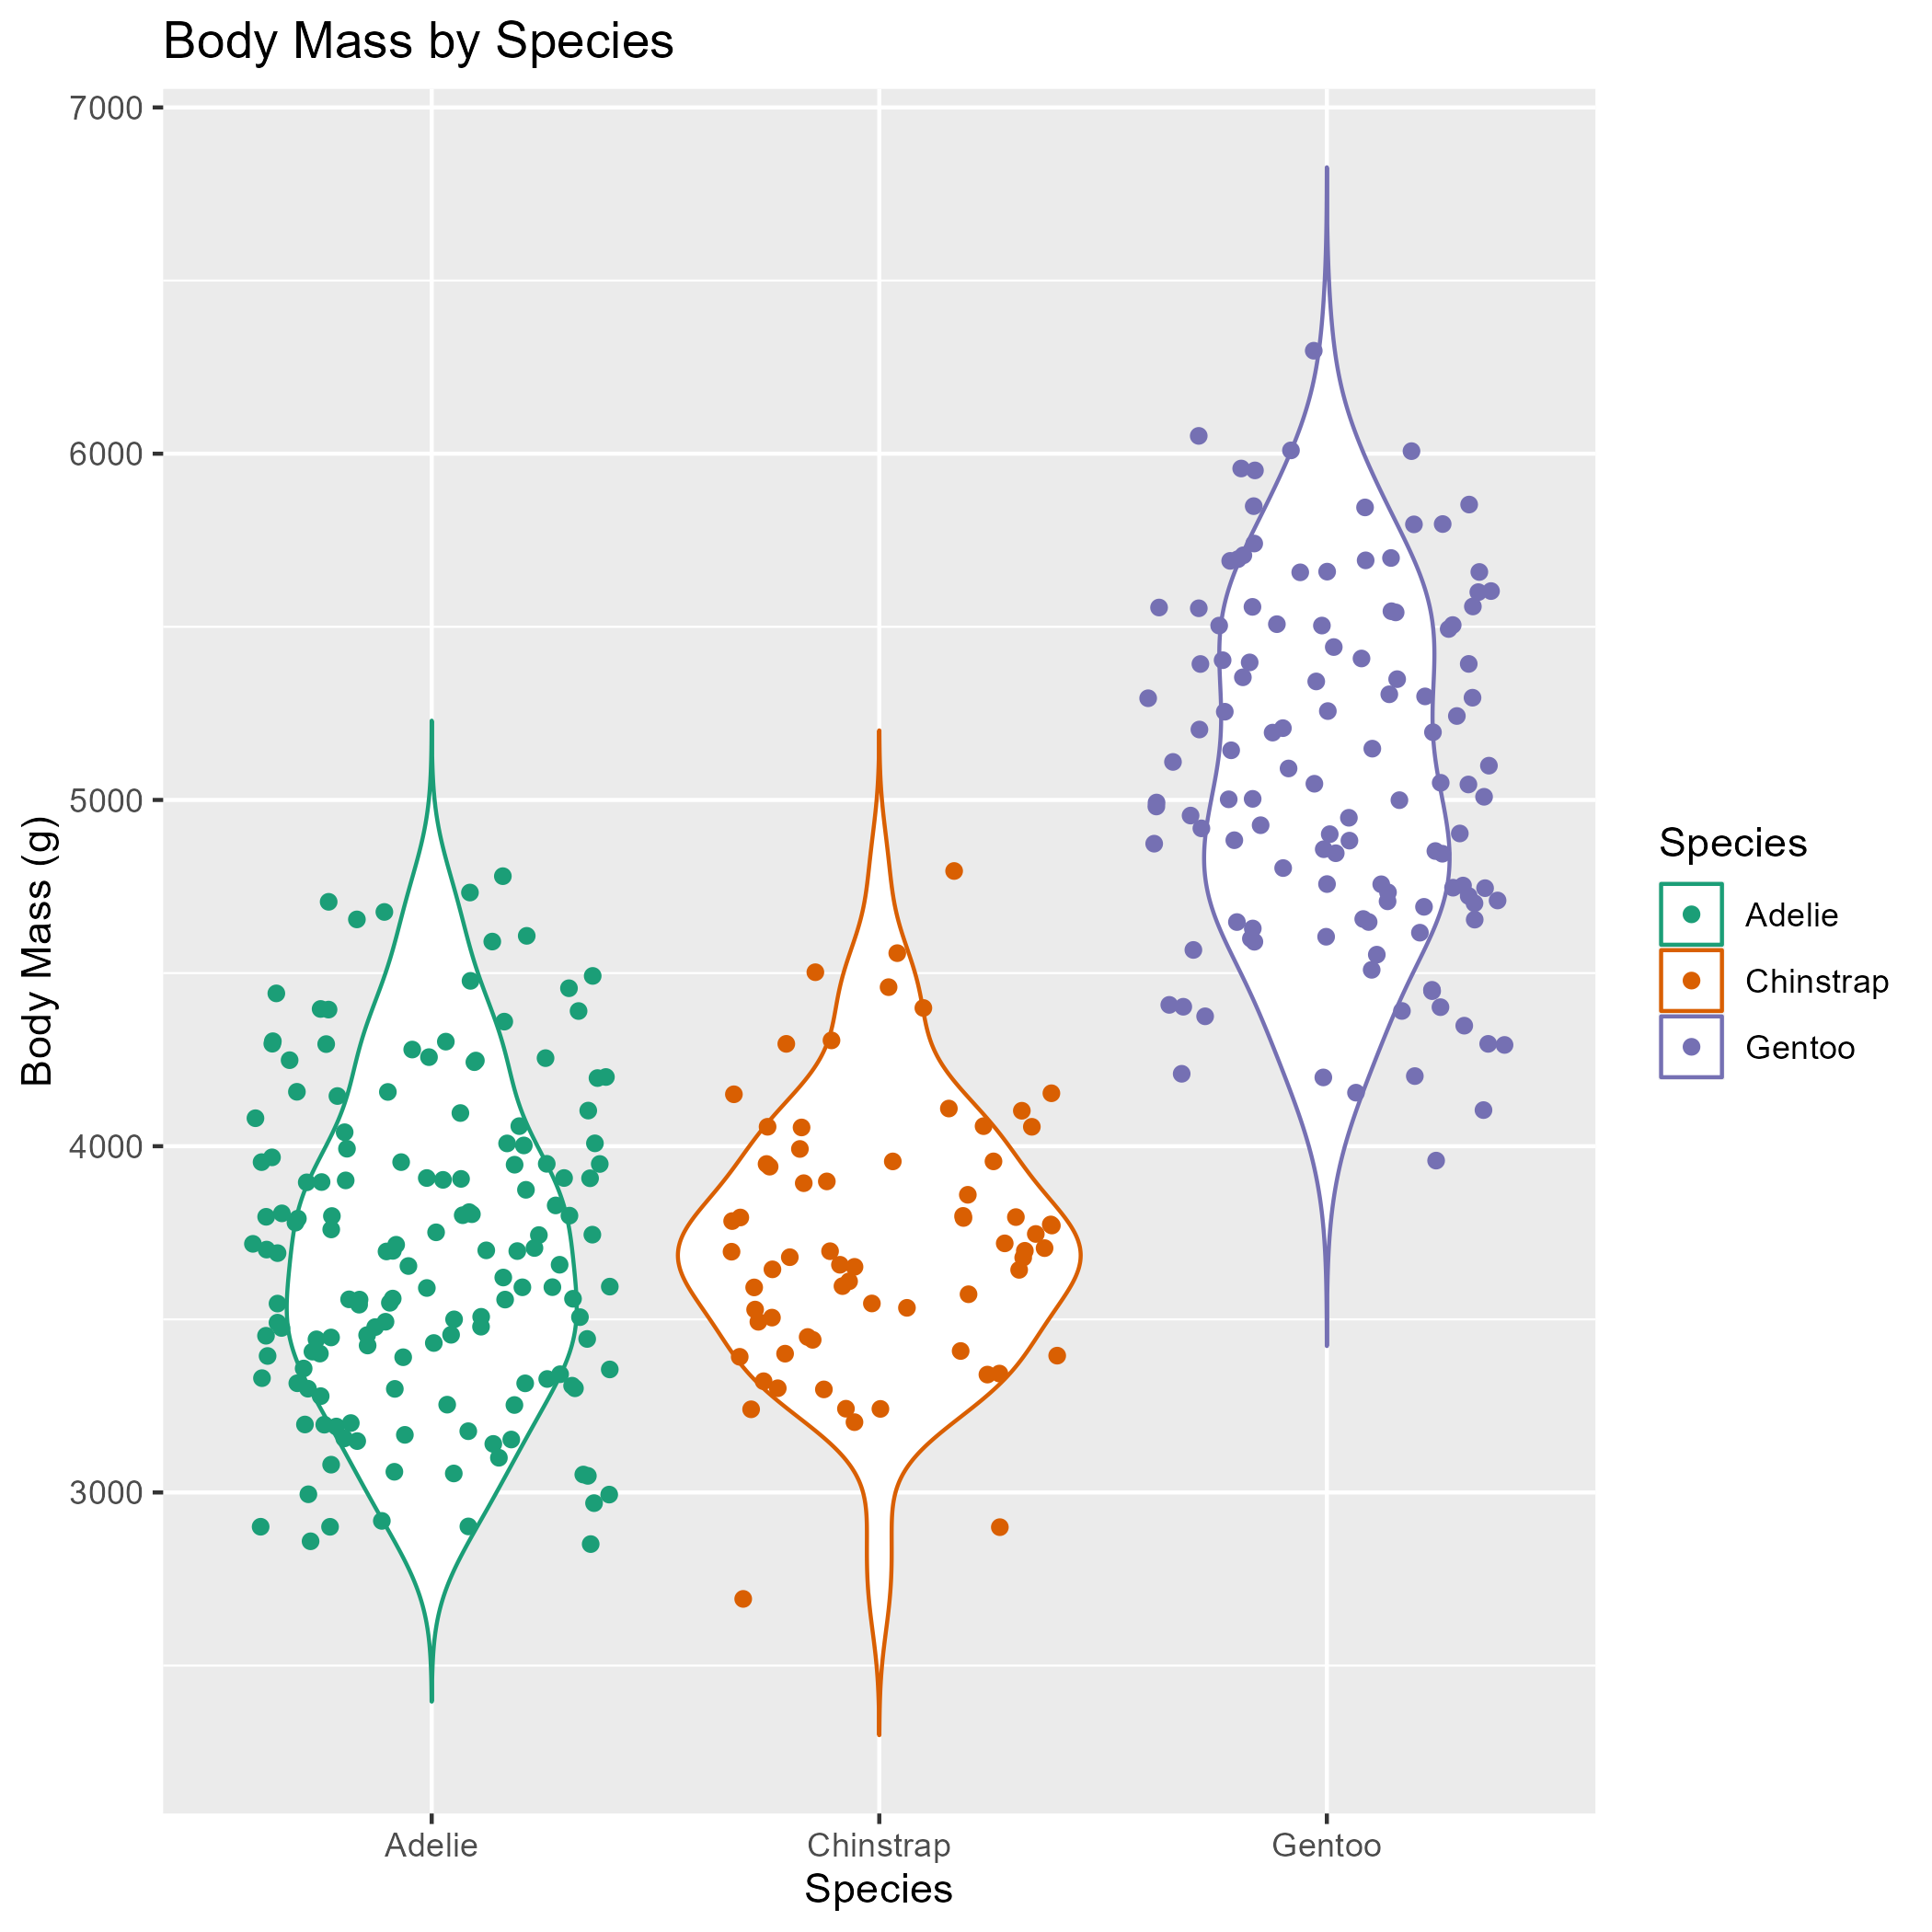 Body Mass by Species
7000
6000
5000
4000
3000
Body Mass (g)
Adelie
Chinstrap
Gentoo
Species
Species
Adelie
Chinstrap
Gentoo